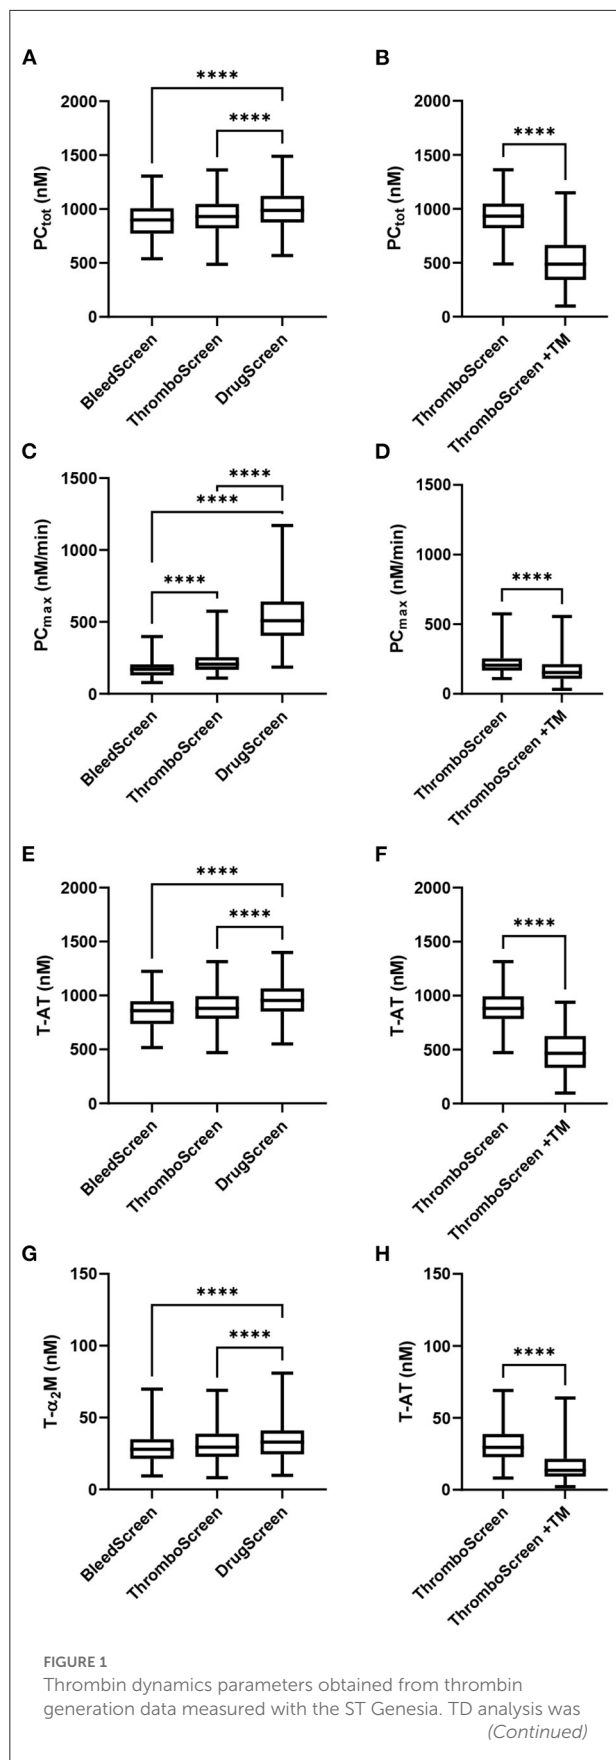 A
PCtot (nM)
2000
1500
1000
500
0
****
****
BleedScreen
ThromboScreen
DrugScreen
B
PCtot (nM)
2000
1500
1000
500
0
****
ThromboScreen
ThromboScreen +TM
C
PCmax (nM/min)
1500
1000
500
0
****
****
****
BleedScreen
ThromboScreen
DrugScreen
D
PCmax (nM/min)
1500
1000
500
0
****
ThromboScreen
ThromboScreen +TM
E
T-AT (nM)
2000
1500
1000
500
0
****
****
BleedScreen
ThromboScreen
DrugScreen
F
T-AT (nM)
2000
1500
1000
500
0
****
ThromboScreen
ThromboScreen +TM
G
T-α2M (nM)
150
100
50
0
****
****
BleedScreen
ThromboScreen
DrugScreen
H
T-AT (nM)
150
100
50
0
****
ThromboScreen
ThromboScreen +TM
FIGURE 1
Thrombin dynamics parameters obtained from thrombin
generation data measured with the ST Genesia. TD analysis was
(Continued)